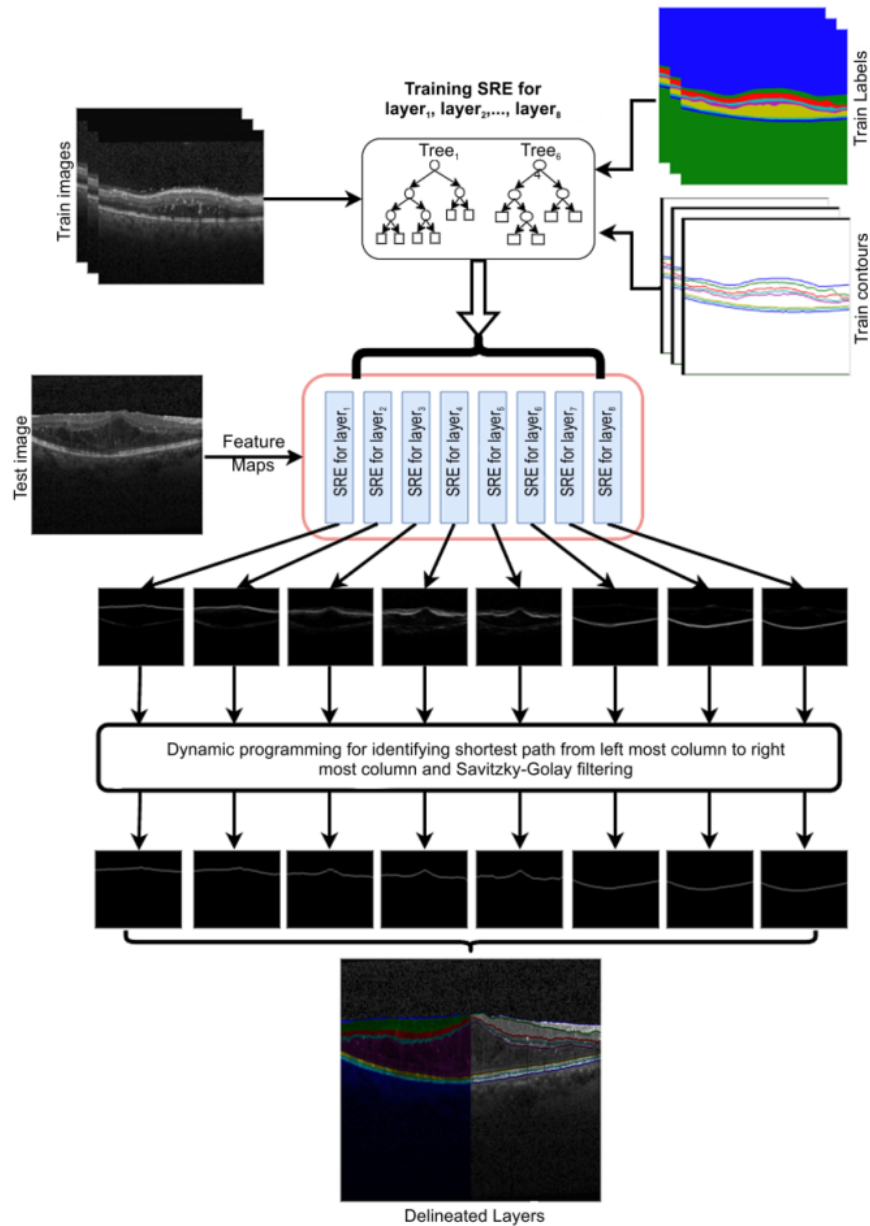 Training SRE for
layer₁, layer₂,..., layer₈
Train images
Tree₁
Tree₆
4
Train Labels
Train contours
Test image
Feature
Maps
SRE for layer₁
SRE for layer₂
SRE for layer₃
SRE for layer₄
SRE for layer₅
SRE for layer₆
SRE for layer₇
SRE for layer₈
Dynamic programming for identifying shortest path from left most column to right
most column and Savitzky-Golay filtering
Delineated Layers